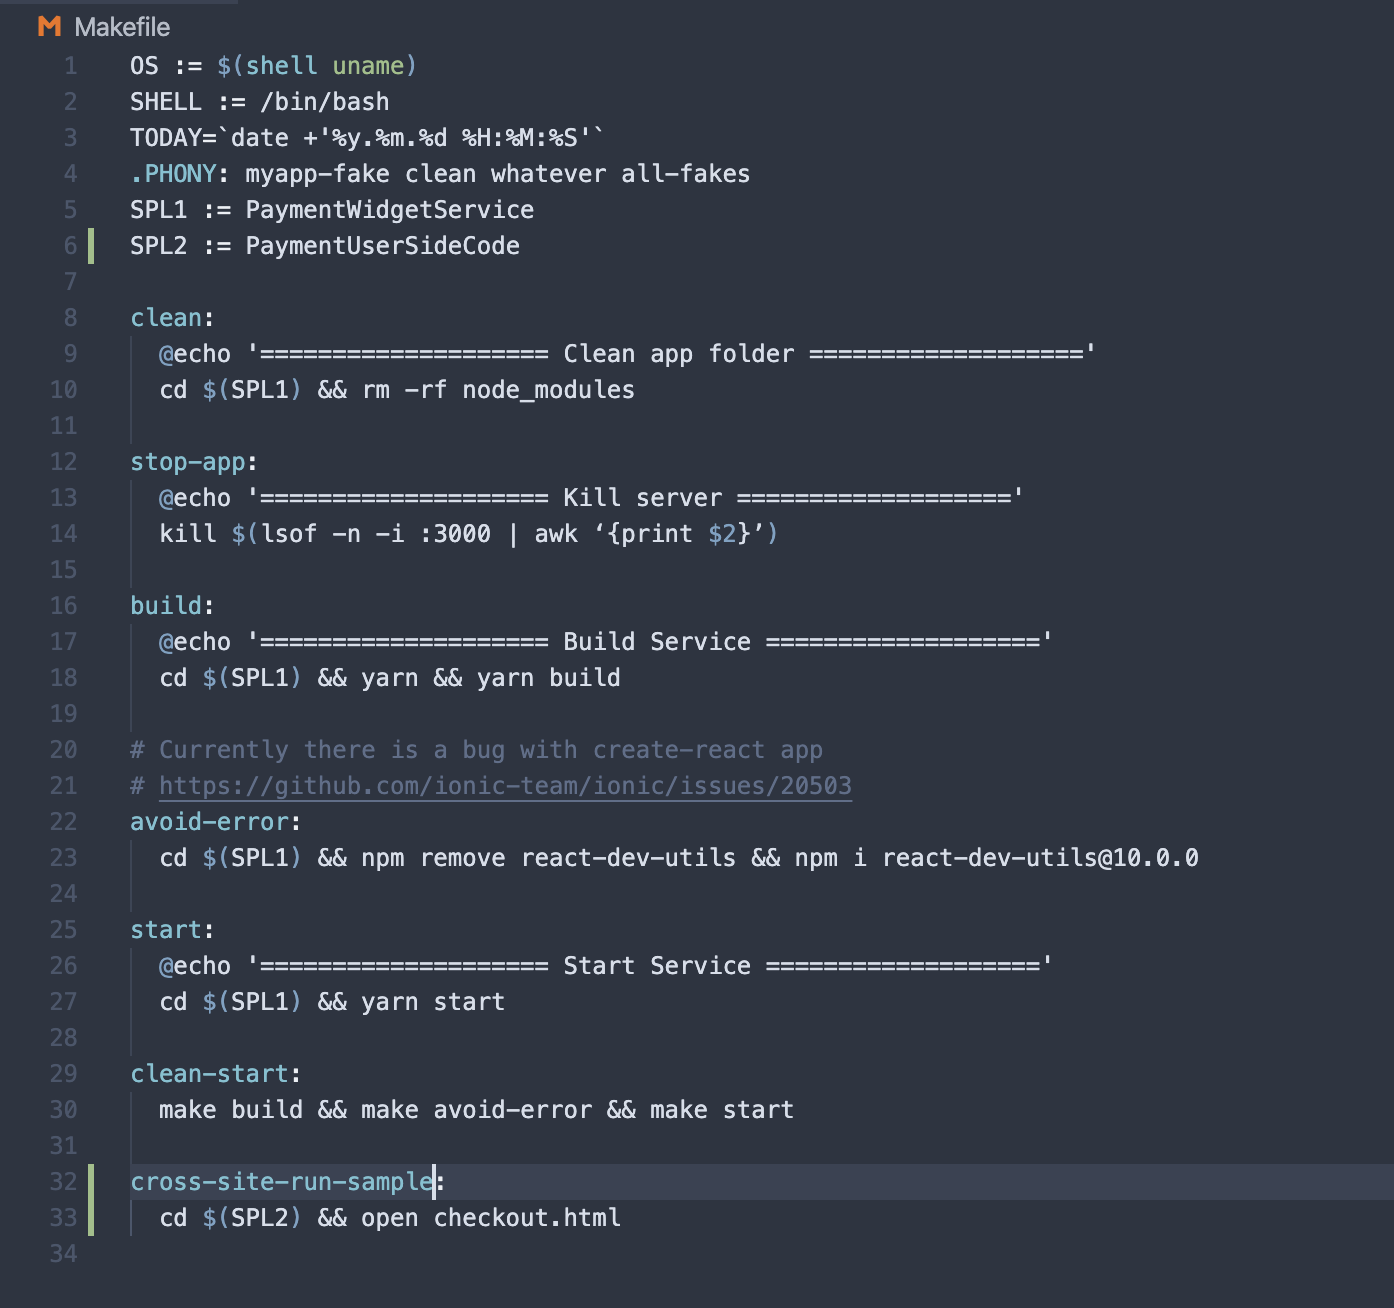 Makefile
1 OS := $(shell uname)
2 SHELL := /bin/bash
3 TODAY=`date +'%y.%m.%d %H:%M:%S'`
4 .PHONY: myapp-fake clean whatever all-fakes
5 SPL1 := PaymentWidgetService
6 SPL2 := PaymentUserSideCode
7
8 clean:
9 @echo '==================== Clean app folder ==================='
10 cd $(SPL1) && rm -rf node_modules
11
12 stop-app:
13 @echo '==================== Kill server ==================='
14 kill $(lsof -n -i :3000 | awk ‘{print $2}’)
15
16 build:
17 @echo '==================== Build Service ==================='
18 cd $(SPL1) && yarn && yarn build
19
20 # Currently there is a bug with create-react app
21 # https://github.com/ionic-team/ionic/issues/20503
22 avoid-error:
23 cd $(SPL1) && npm remove react-dev-utils && npm i react-dev-utils@10.0.0
24
25 start:
26 @echo '==================== Start Service ==================='
27 cd $(SPL1) && yarn start
28
29 clean-start:
30 make build && make avoid-error && make start
31
32 cross-site-run-sample:
33 cd $(SPL2) && open checkout.html
34